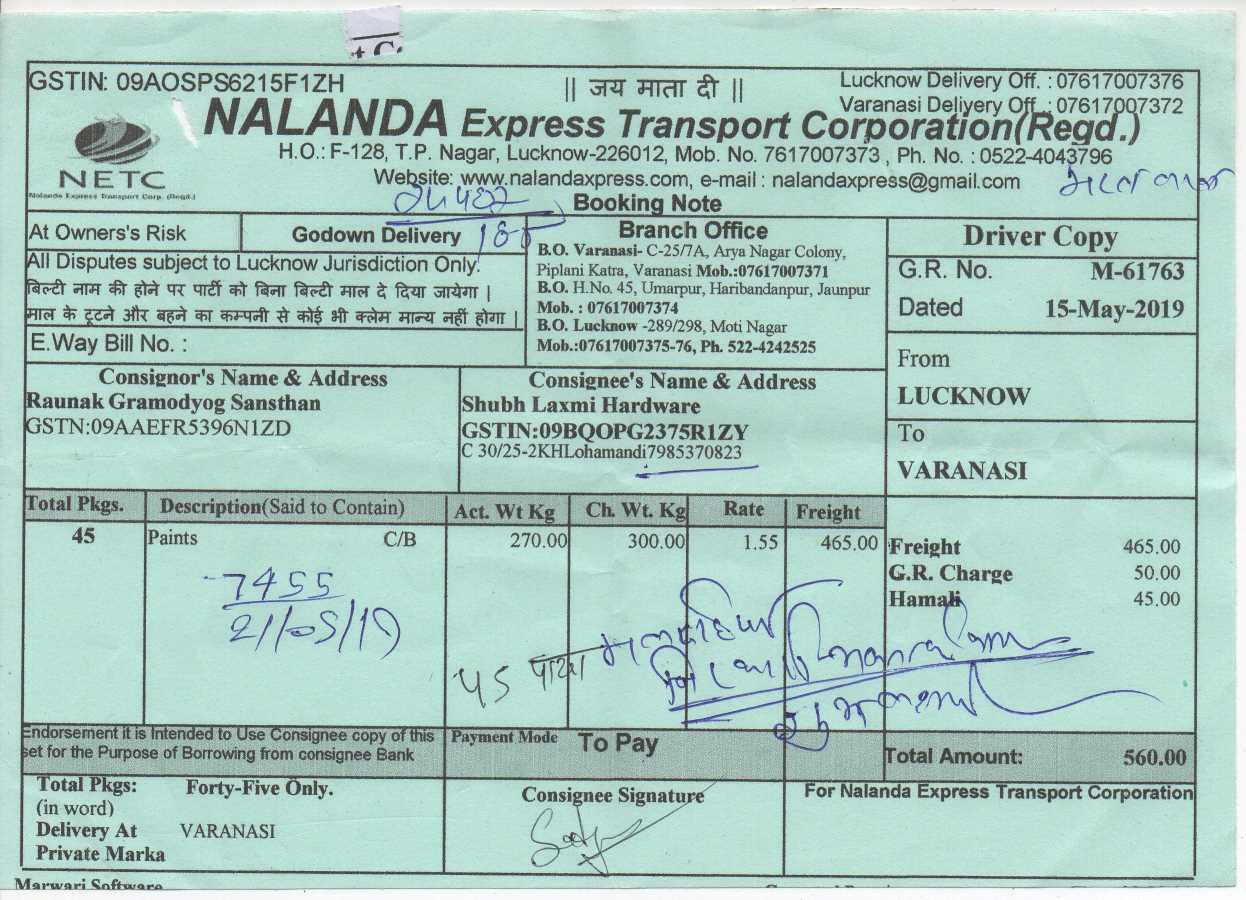 GSTIN: 09AOSPS6215F1ZH
|| जय माता दी ||
Lucknow Delivery Off. : 07617007376
Varanasi Deliyery Off. : 07617007372
NALANDA Express Transport Corporation(Regd.)
H.O.: F-128, T.P. Nagar, Lucknow-226012, Mob. No. 7617007373 , Ph. No. : 0522-4043796
NETC
Nalanda Express Transport Corp. (Regd.)
Website: www.nalandaxpress.com, e-mail : nalandaxpress@gmail.com
Booking Note
At Owners's Risk
Godown Delivery
All Disputes subject to Lucknow Jurisdiction Only.
बिल्टी नाम की होने पर पार्टी को बिना बिल्टी माल दे दिया जायेगा |
माल के टूटने और बहने का कम्पनी से कोई भी क्लेम मान्य नहीं होगा |
E.Way Bill No. :
Branch Office
B.O. Varanasi- C-25/7A, Arya Nagar Colony,
Piplani Katra, Varanasi Mob.:07617007371
B.O. H.No. 45, Umarpur, Haribandanpur, Jaunpur
Mob. : 07617007374
B.O. Lucknow -289/298, Moti Nagar
Mob.:07617007375-76, Ph. 522-4242525
Driver Copy
G.R. No. M-61763
Dated 15-May-2019
From
LUCKNOW
To
VARANASI
Consignor's Name & Address
Raunak Gramodyog Sansthan
GSTN:09AAEFR5396N1ZD
Consignee's Name & Address
Shubh Laxmi Hardware
GSTIN:09BQOPG2375R1ZY
C 30/25-2KHLohamandi7985370823
Total Pkgs. Description(Said to Contain) Act. Wt Kg Ch. Wt. Kg Rate Freight
45 Paints C/B 270.00 300.00 1.55 465.00
7455
21/05/19
45
Freight 465.00
G.R. Charge 50.00
Hamali 45.00
Endorsement it is Intended to Use Consignee copy of this
set for the Purpose of Borrowing from consignee Bank
Payment Mode To Pay
Total Amount: 560.00
Total Pkgs: Forty-Five Only.
(in word)
Delivery At VARANASI
Private Marka
Consignee Signature
For Nalanda Express Transport Corporation
Marwari Software